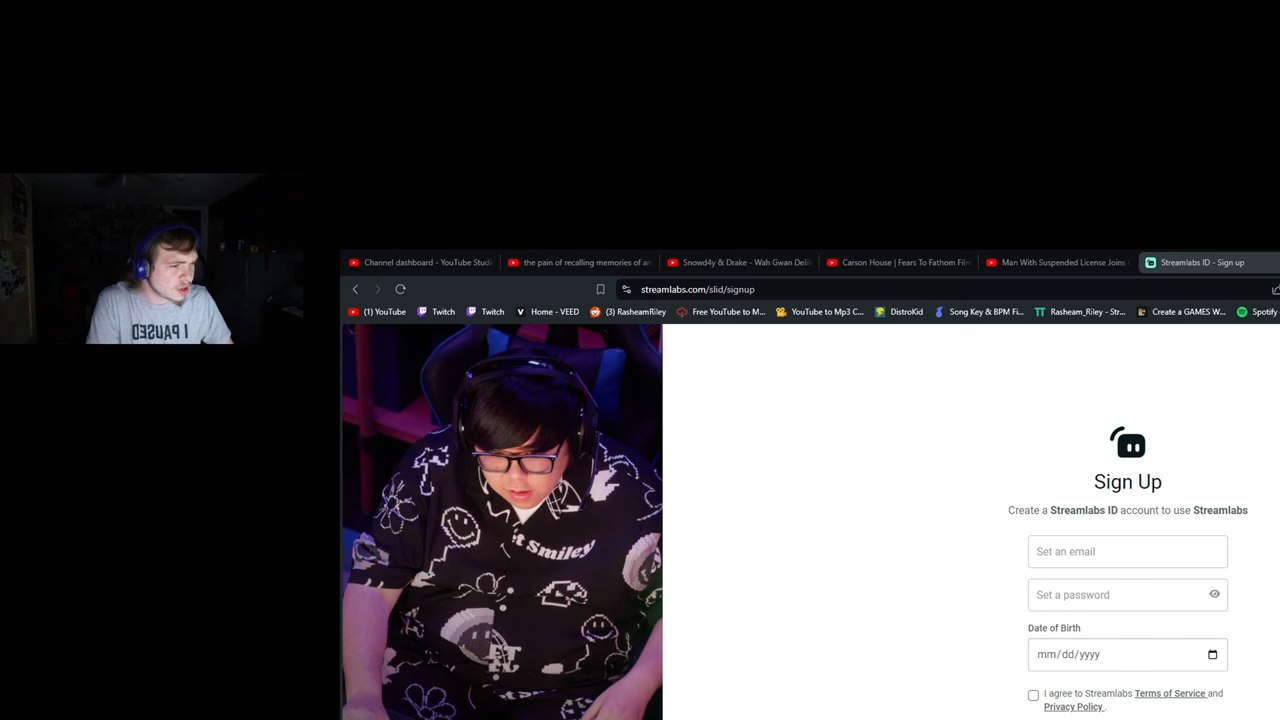 Channel dashboard - YouTube Studi
the pain of recalling memories of an
Snowd4y & Drake - Wah Gwan Deli
Carson House | Fears To Fathom Fin
Man With Suspended License Joins
Streamlabs ID - Sign up
streamlabs.com/slid/signup
(1) YouTube
Twitch
Twitch
Home - VEED
(3) RasheamRiley
Free YouTube to M...
YouTube to Mp3 C...
DistroKid
Song Key & BPM Fi...
Rasheam_Riley - Str...
Create a GAMES W...
Spotify
I PAUSED
Smiley
Sign Up
Create a Streamlabs ID account to use Streamlabs
Set an email
Set a password
Date of Birth
mm/dd/yyyy
I agree to Streamlabs Terms of Service and
Privacy Policy.